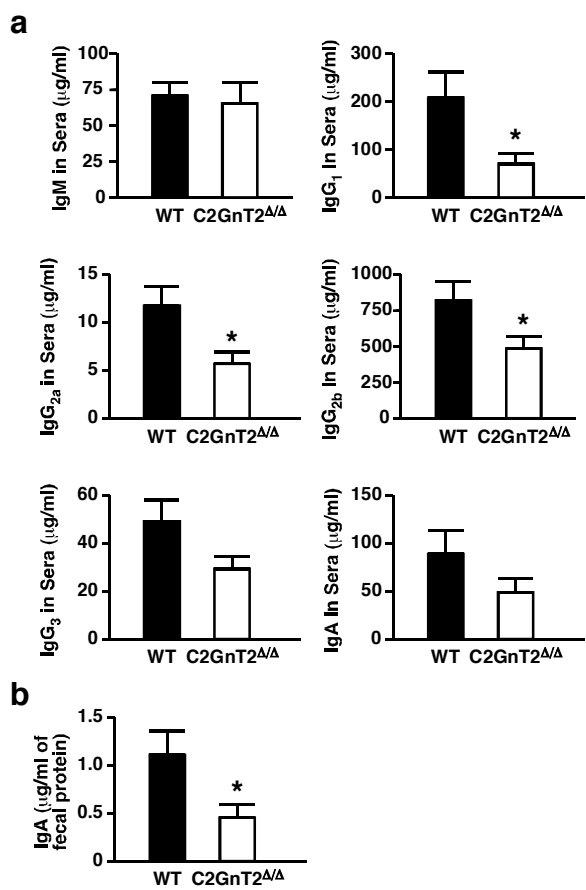 a
IgM in Sera (μg/ml)
100
75
50
25
0
WT C2GnT2Δ/Δ
IgG1 In Sera (μg/ml)
300
200
100
0
*
WT C2GnT2Δ/Δ
IgG2a in Sera (μg/ml)
15
10
5
0
*
WT C2GnT2Δ/Δ
IgG2b In Sera (μg/ml)
1000
750
500
250
0
*
WT C2GnT2Δ/Δ
IgG3 in Sera (μg/ml)
60
40
20
0
WT C2GnT2Δ/Δ
IgA In Sera (μg/ml)
150
100
50
0
WT C2GnT2Δ/Δ
b
IgA (μg/ml of
fecal protein)
1.5
1.0
0.5
0
*
WT C2GnT2Δ/Δ